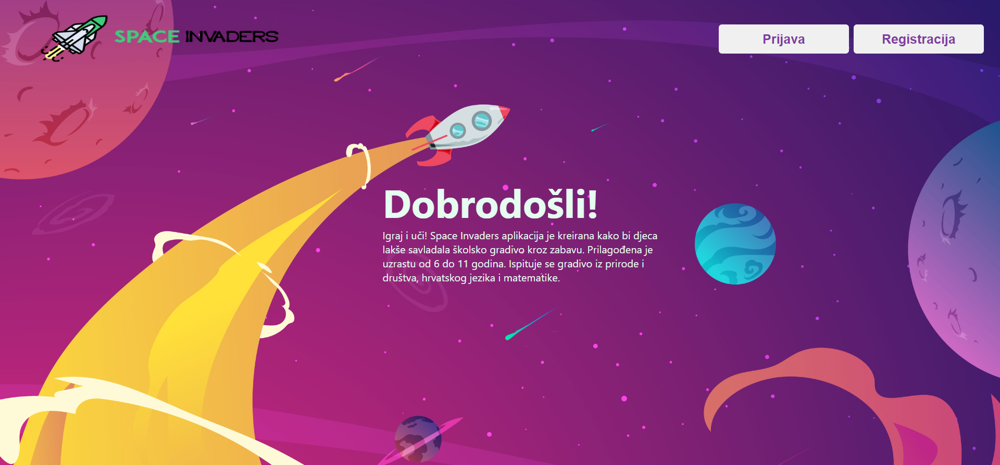 SPACE INVADERS
Prijava
Registracija
Dobrodošli!
Igraj i uči! Space Invaders aplikacija je kreirana kako bi djeca
lakše savladala školsko gradivo kroz zabavu. Prilagođena je
uzrastu od 6 do 11 godina. Ispituje se gradivo iz prirode i
društva, hrvatskog jezika i matematike.